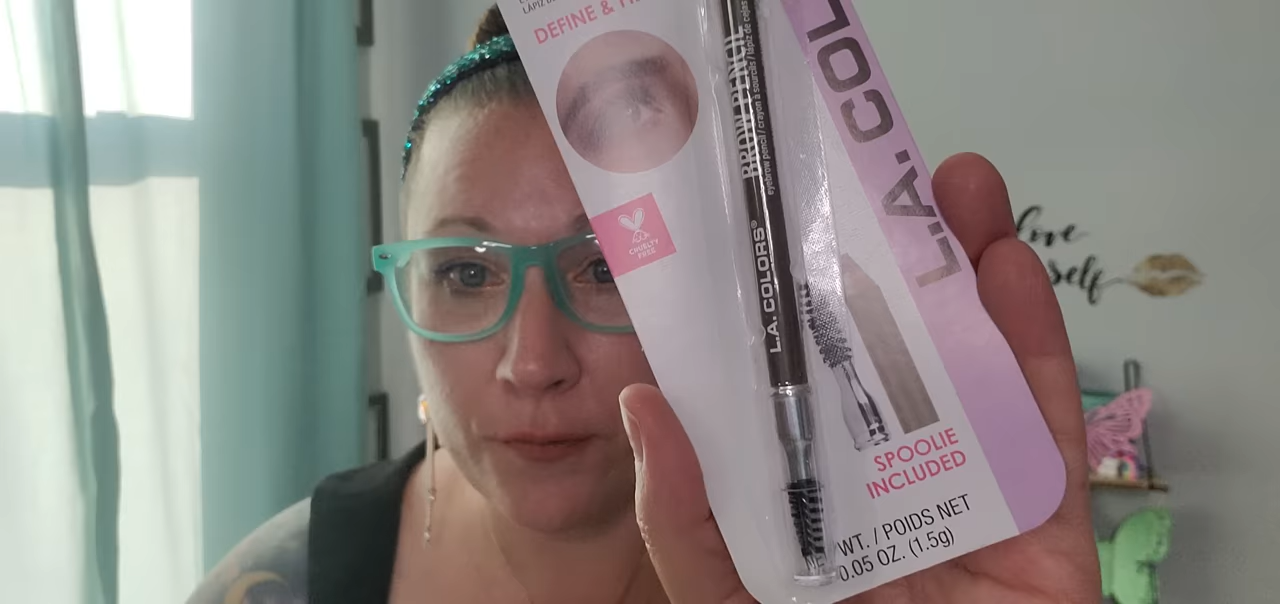 DEFINE &
BROW PENCIL
eyebrow pencil / crayon à sourcils / lápiz de cejas
L.A. COLORS®
L.A. COL
CRUELTY
FREE
SPOOLIE
INCLUDED
WT. / POIDS NET
0.05 OZ. (1.5g)
love